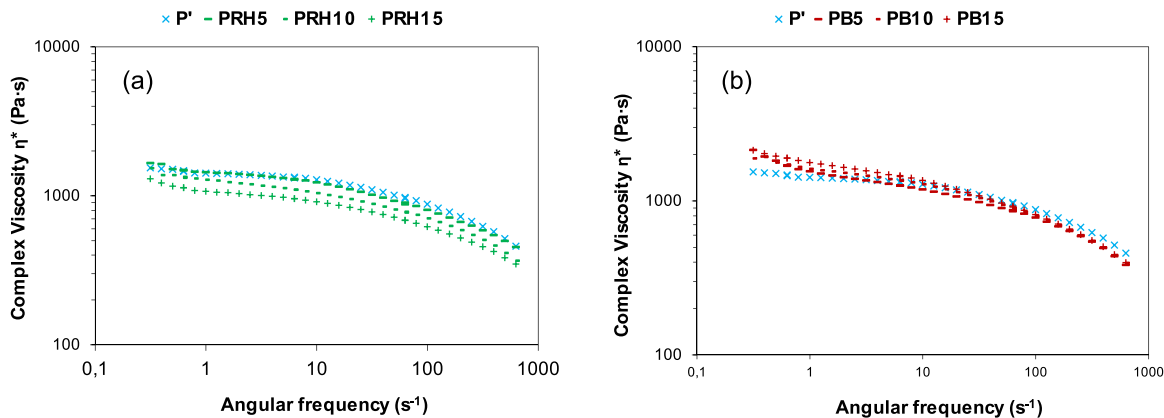 P' PRH5 PRH10 PRH15
(a)
Complex Viscosity η* (Pa·s)
10000
1000
100
0,1 1 10 100 1000
Angular frequency (s⁻¹)
P' PB5 PB10 PB15
(b)
Complex Viscosity η* (Pa·s)
10000
1000
100
0,1 1 10 100 1000
Angular frequency (s⁻¹)